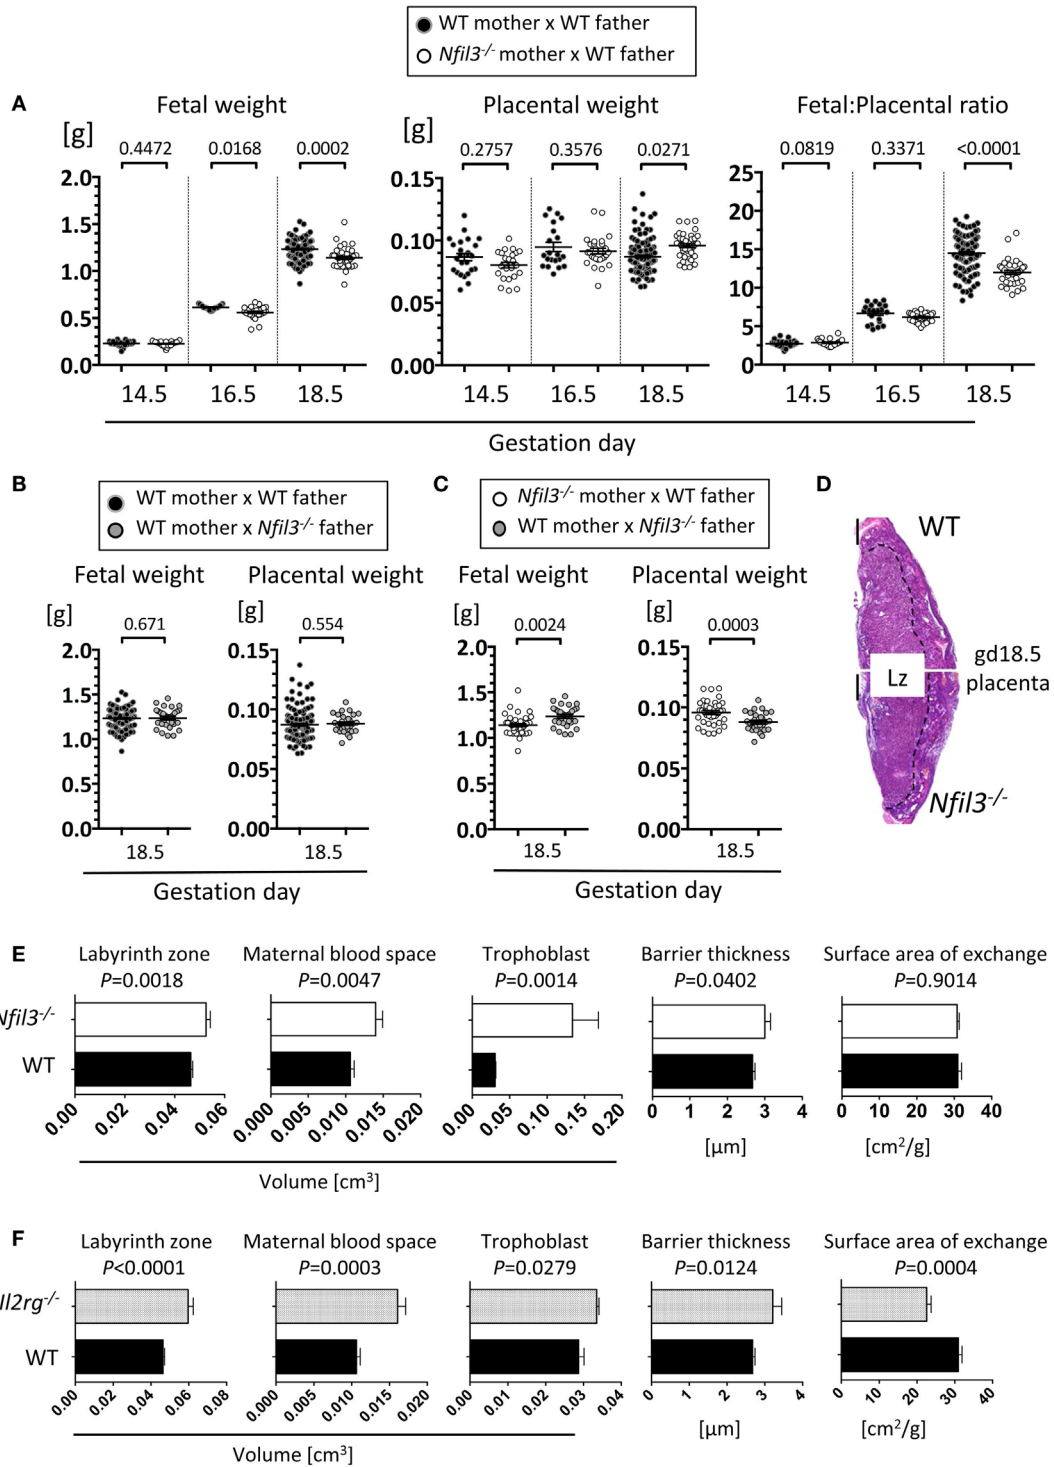 WT mother x WT father
Nfil3-/- mother x WT father
A
Fetal weight
Placental weight
Fetal:Placental ratio
[g]
[g]
0.4472 0.0168 0.0002
0.2757 0.3576 0.0271
0.0819 0.3371 <0.0001
2.0
1.5
1.0
0.5
0.0
0.15
0.10
0.05
0.00
25
20
15
10
5
0
14.5 16.5 18.5
14.5 16.5 18.5
14.5 16.5 18.5
Gestation day
B
WT mother x WT father
WT mother x Nfil3-/- father
Fetal weight
Placental weight
[g]
[g]
0.671
0.554
2.0
1.5
1.0
0.5
0.0
0.15
0.10
0.05
0.00
18.5
18.5
Gestation day
C
Nfil3-/- mother x WT father
WT mother x Nfil3-/- father
Fetal weight
Placental weight
[g]
[g]
0.0024
0.0003
2.0
1.5
1.0
0.5
0.0
0.15
0.10
0.05
0.00
18.5
18.5
Gestation day
D
WT
Lz
gd18.5
placenta
Nfil3-/-
E
Labyrinth zone
P=0.0018
Maternal blood space
P=0.0047
Trophoblast
P=0.0014
Barrier thickness
P=0.0402
Surface area of exchange
P=0.9014
Nfil3-/-
WT
0.00 0.02 0.04 0.06
0.000 0.005 0.010 0.015 0.020
0.00 0.05 0.10 0.15 0.20
0 1 2 3 4
0 10 20 30 40
Volume [cm3]
[µm]
[cm2/g]
F
Labyrinth zone
P<0.0001
Maternal blood space
P=0.0003
Trophoblast
P=0.0279
Barrier thickness
P=0.0124
Surface area of exchange
P=0.0004
Il2rg-/-
WT
0.00 0.02 0.04 0.06 0.08
0.000 0.005 0.010 0.015 0.020
0.00 0.01 0.02 0.03 0.04
0 1 2 3 4
0 10 20 30 40
Volume [cm3]
[µm]
[cm2/g]